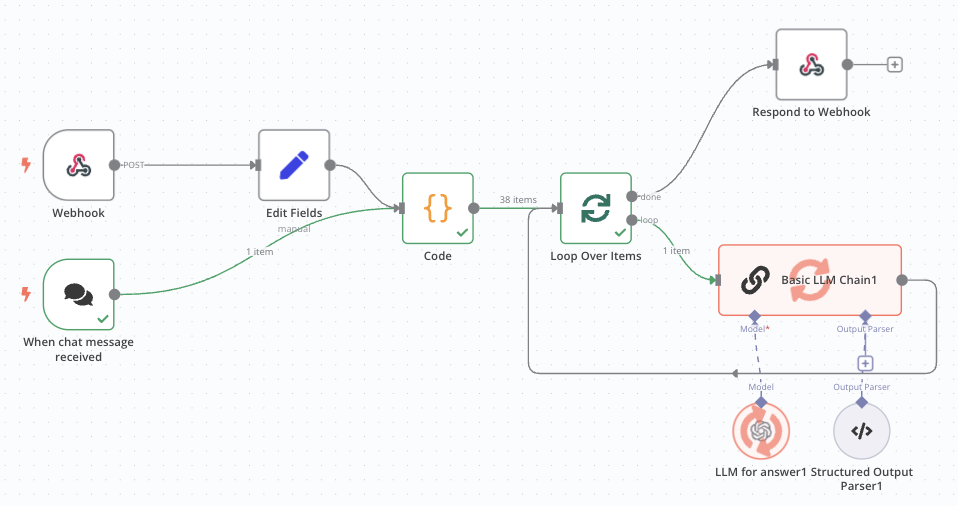 Respond to Webhook
POST
Webhook
Edit Fields
manual
1 item
When chat message
received
{}
Code
38 items
Loop Over Items
done
loop
1 item
Basic LLM Chain1
Model*
Output Parser
Model
Output Parser
</>
LLM for answer1
Structured Output
Parser1